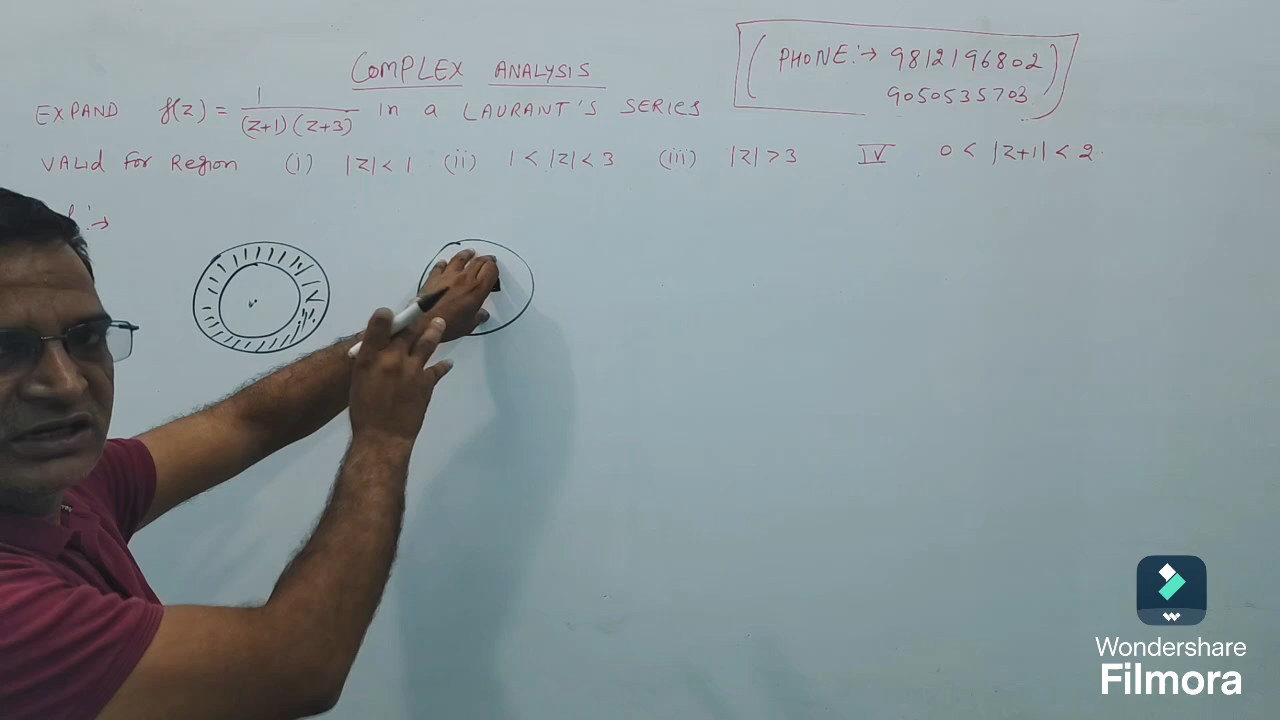 COMPLEX ANALYSIS
(PHONE:→ 9812196802
9050535703)
EXPAND f(z) = 1/((z+1)(z+3)) in a LAURANT'S SERIES
VALid for Region (i) |z| < 1 (ii) 1 < |z| < 3 (iii) |z| > 3 IV 0 < |z+1| < 2.
Wondershare
Filmora